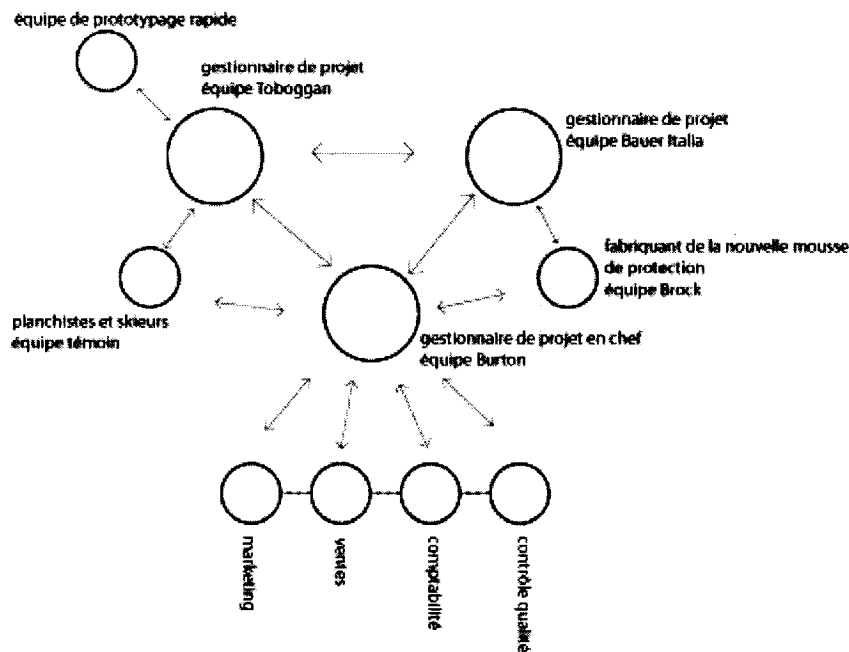 équipe de prototypage rapide
gestionnaire de projet
équipe Toboggan
gestionnaire de projet
équipe Bauer Italia
fabriquant de la nouvelle mousse
de protection
équipe Brock
planchistes et skieurs
équipe témoin
gestionnaire de projet en chef
équipe Burton
marketing
ventes
comptabilité
contrôle qualité